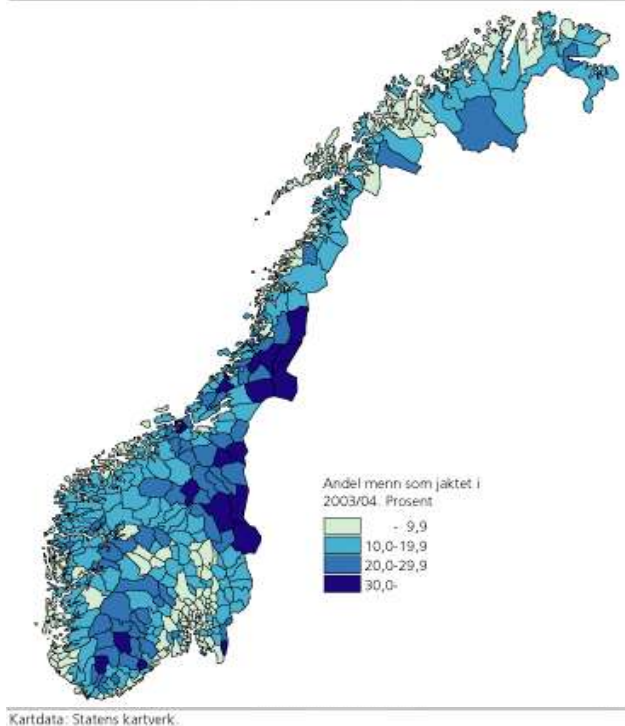 Andel menn som jaktet i
2003/04. Prosent
- 9,9
10,0-19,9
20,0-29,9
30,0-
Kartdata: Statens kartverk.